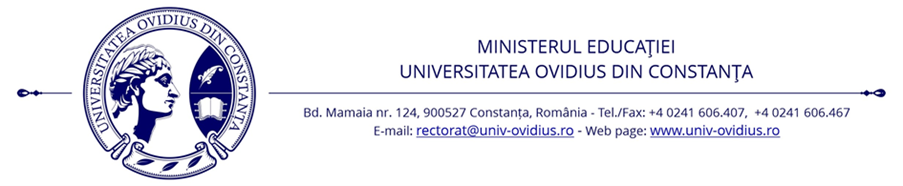 UNIVERSITATEA OVIDIUS DIN CONSTANȚA
MINISTERUL EDUCAŢIEI
UNIVERSITATEA OVIDIUS DIN CONSTANŢA
Bd. Mamaia nr. 124, 900527 Constanța, România - Tel./Fax: +4 0241 606.407, +4 0241 606.467
E-mail: rectorat@univ-ovidius.ro - Web page: www.univ-ovidius.ro